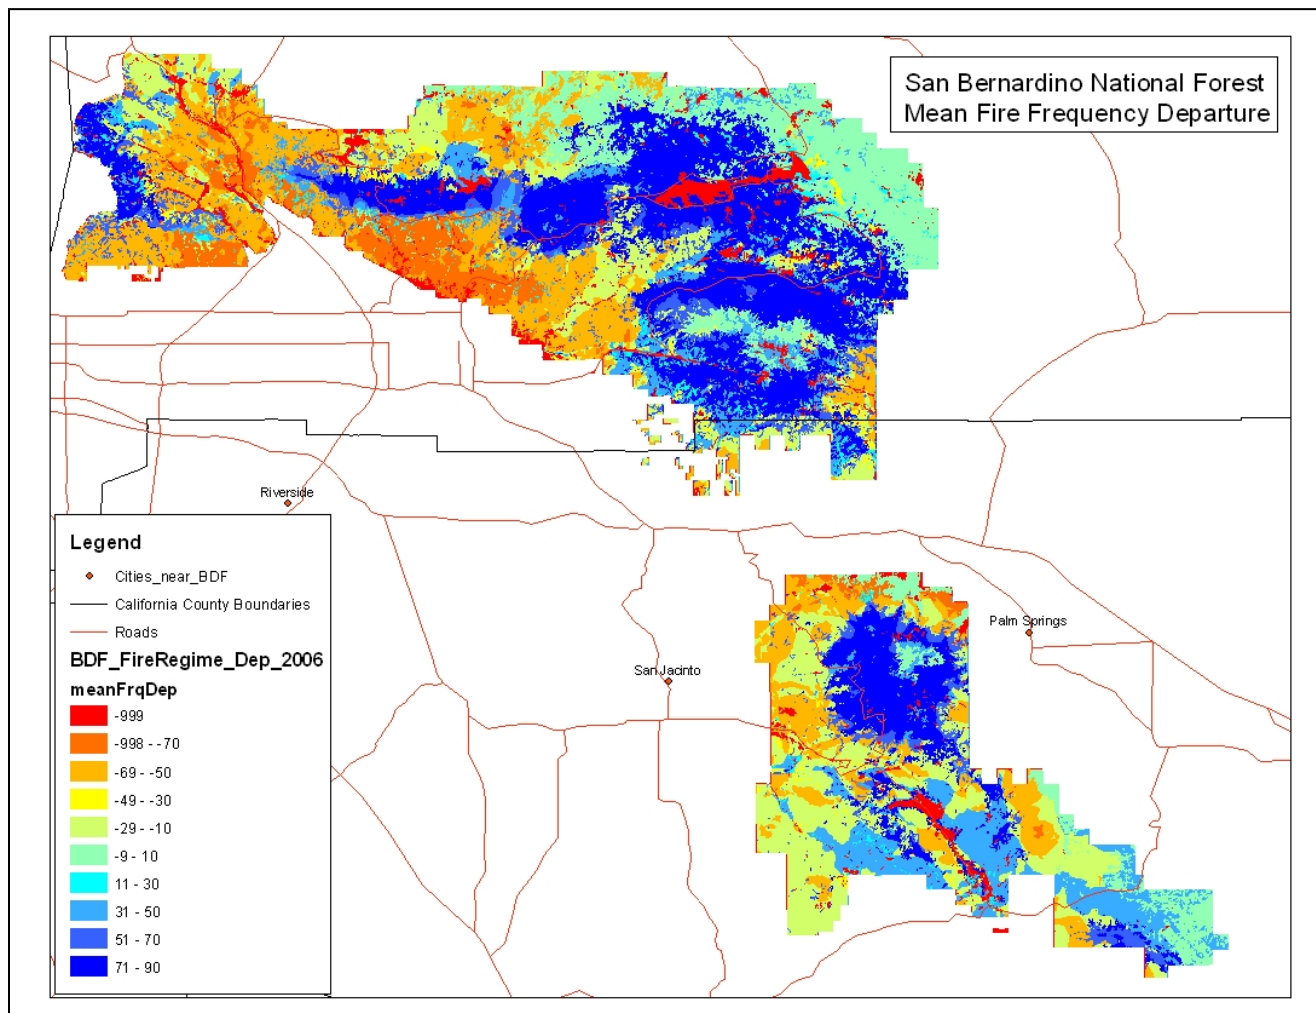 San Bernardino National Forest
Mean Fire Frequency Departure
Riverside
Palm Springs
San Jacinto
Legend
Cities_near_BDF
California County Boundaries
Roads
BDF_FireRegime_Dep_2006
meanFrqDep
-999
-998 - -70
-69 - -50
-49 - -30
-29 - -10
-9 - 10
11 - 30
31 - 50
51 - 70
71 - 90